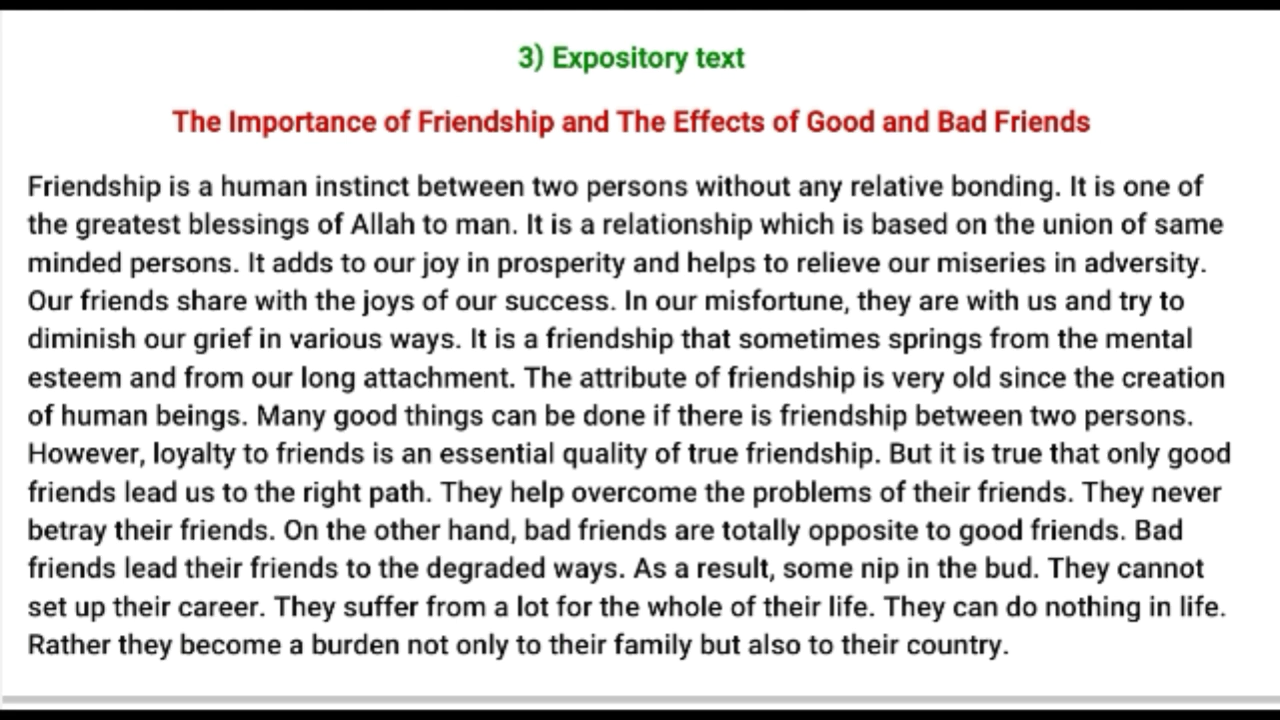 3) Expository text
The Importance of Friendship and The Effects of Good and Bad Friends
Friendship is a human instinct between two persons without any relative bonding. It is one of
the greatest blessings of Allah to man. It is a relationship which is based on the union of same
minded persons. It adds to our joy in prosperity and helps to relieve our miseries in adversity.
Our friends share with the joys of our success. In our misfortune, they are with us and try to
diminish our grief in various ways. It is a friendship that sometimes springs from the mental
esteem and from our long attachment. The attribute of friendship is very old since the creation
of human beings. Many good things can be done if there is friendship between two persons.
However, loyalty to friends is an essential quality of true friendship. But it is true that only good
friends lead us to the right path. They help overcome the problems of their friends. They never
betray their friends. On the other hand, bad friends are totally opposite to good friends. Bad
friends lead their friends to the degraded ways. As a result, some nip in the bud. They cannot
set up their career. They suffer from a lot for the whole of their life. They can do nothing in life.
Rather they become a burden not only to their family but also to their country.